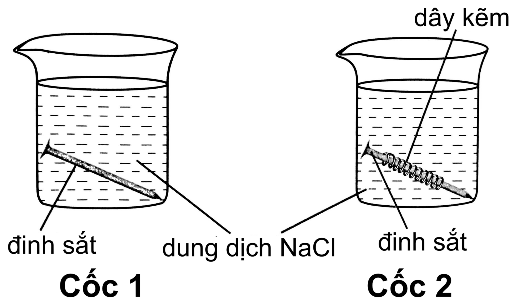 dây kẽm
đinh sắt
dung dịch NaCl
đinh sắt
Cốc 1
Cốc 2